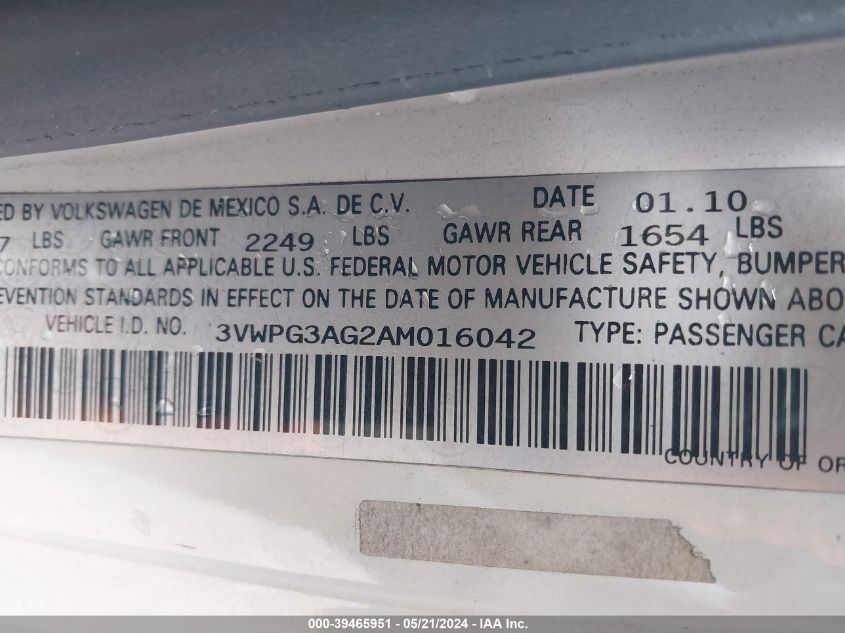 ED BY VOLKSWAGEN DE MEXICO S.A. DE C.V. DATE 01.10
7 LBS GAWR FRONT 2249 LBS GAWR REAR 1654 LBS
CONFORMS TO ALL APPLICABLE U.S. FEDERAL MOTOR VEHICLE SAFETY, BUMPER
EVENTION STANDARDS IN EFFECT ON THE DATE OF MANUFACTURE SHOWN ABO
VEHICLE I.D. NO. 3VWPG3AG2AM016042 TYPE: PASSENGER CA
COUNTRY OF OR
000-39465951 - 05/21/2024 - IAA Inc.